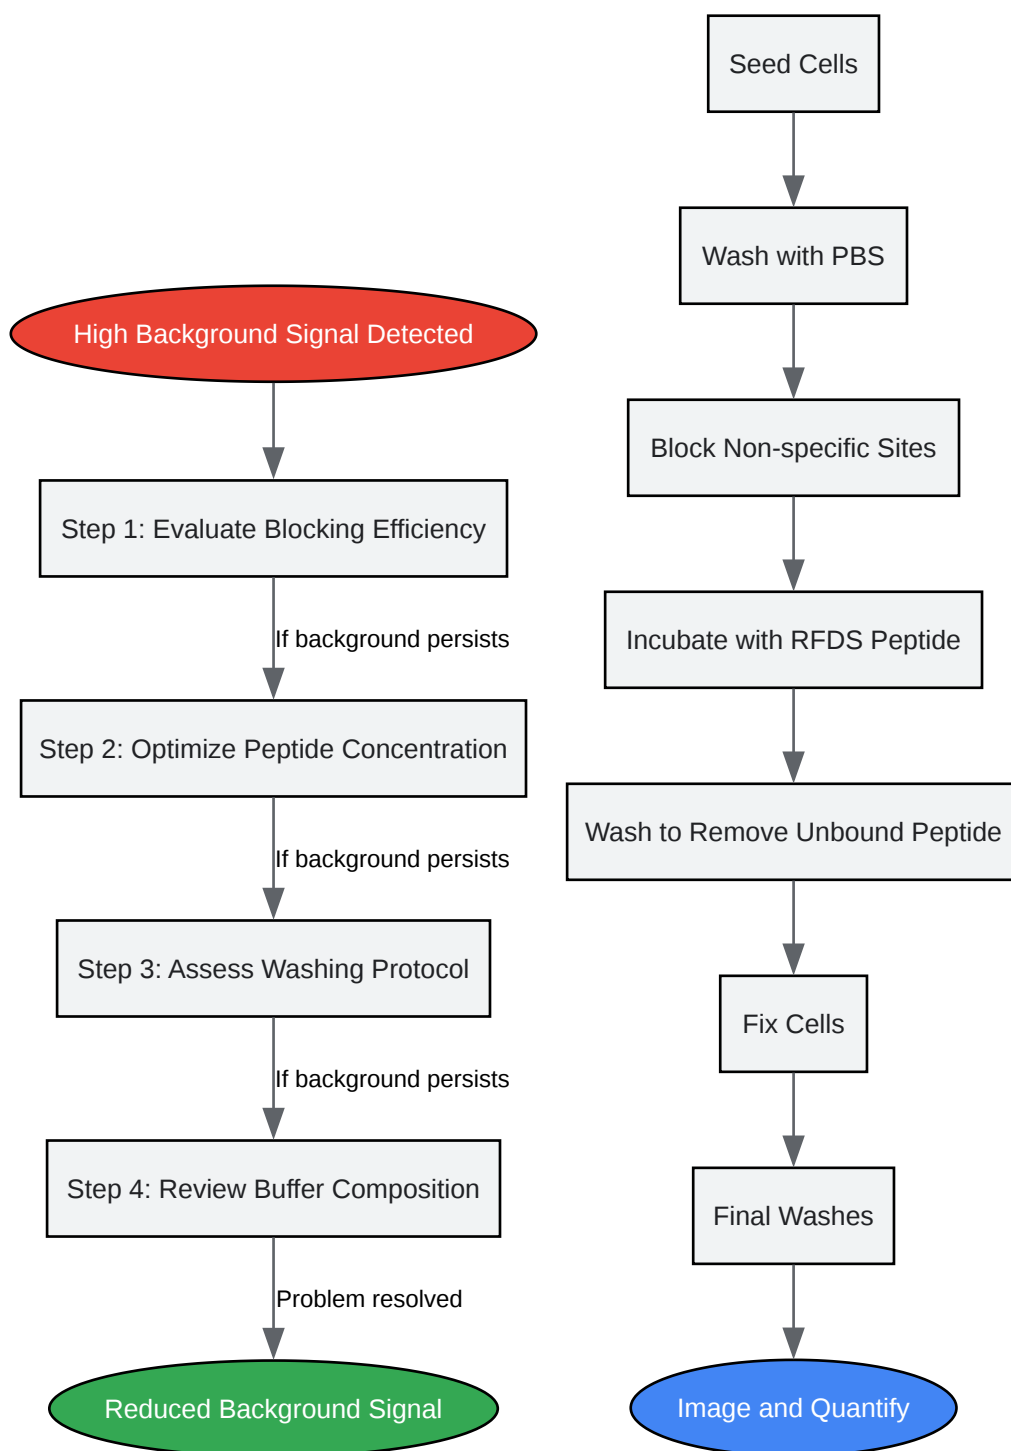 High Background Signal Detected
Step 1: Evaluate Blocking Efficiency
If background persists
Step 2: Optimize Peptide Concentration
If background persists
Step 3: Assess Washing Protocol
If background persists
Step 4: Review Buffer Composition
Problem resolved
Reduced Background Signal
Seed Cells
Wash with PBS
Block Non-specific Sites
Incubate with RFDS Peptide
Wash to Remove Unbound Peptide
Fix Cells
Final Washes
Image and Quantify